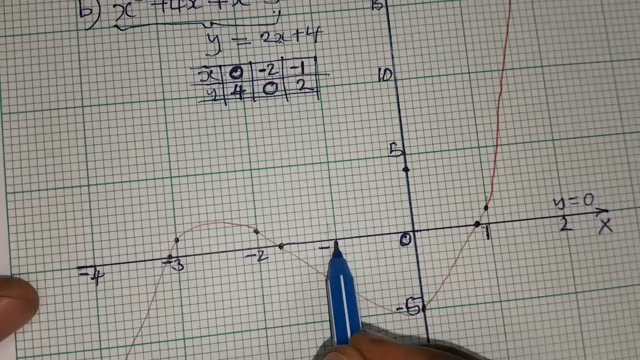 b) x + 4x + x
y = 2x+4
x 0 -2 -1
y 4 0 2
15
10
5
y=0
-4 -3 -2 -1 0 1 2 x
-5